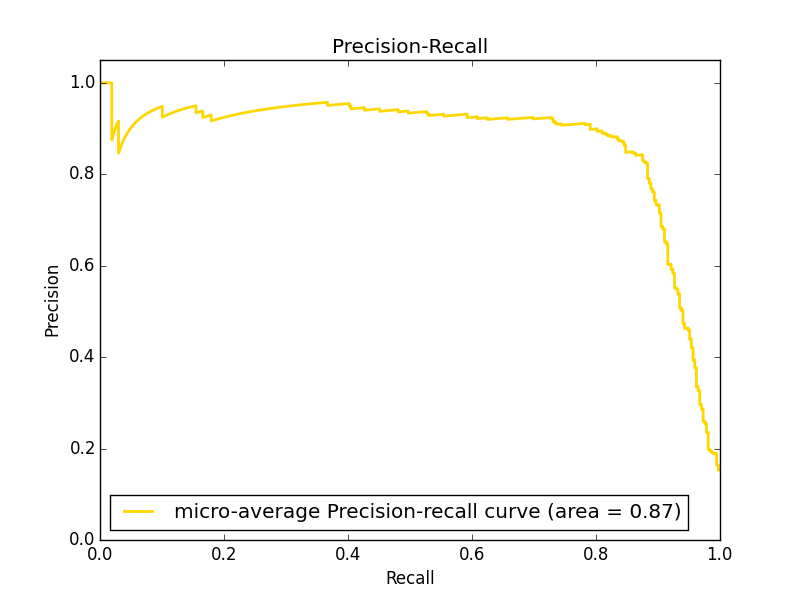 Precision-Recall
1.0
0.8
0.6
0.4
0.2
0.0
Precision
micro-average Precision-recall curve (area = 0.87)
0.0 0.2 0.4 0.6 0.8 1.0
Recall